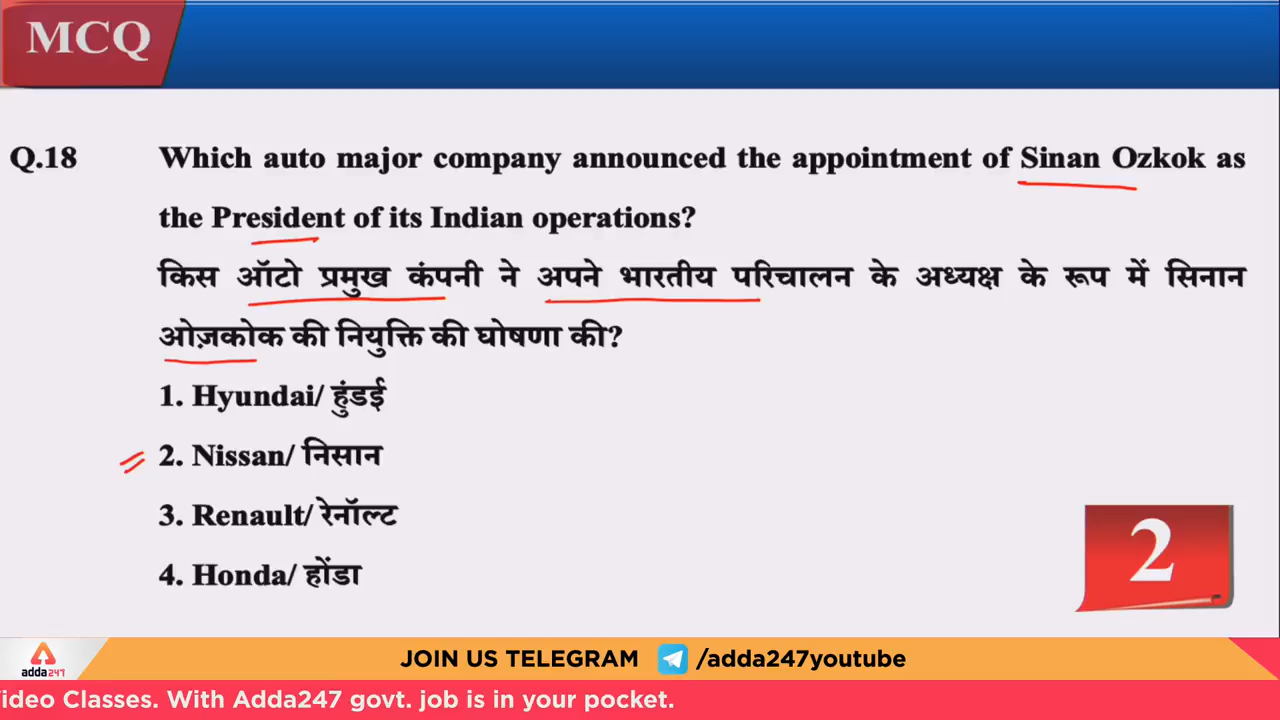 MCQ
Q.18 Which auto major company announced the appointment of Sinan Ozkok as
the President of its Indian operations?
किस ऑटो प्रमुख कंपनी ने अपने भारतीय परिचालन के अध्यक्ष के रूप में सिनान
ओज़कोक की नियुक्ति की घोषणा की?
1. Hyundai/ हुंडई
2. Nissan/ निसान
3. Renault/ रेनॉल्ट
4. Honda/ होंडा
2
adda247
JOIN US TELEGRAM /adda247youtube
ideo Classes. With Adda247 govt. job is in your pocket.